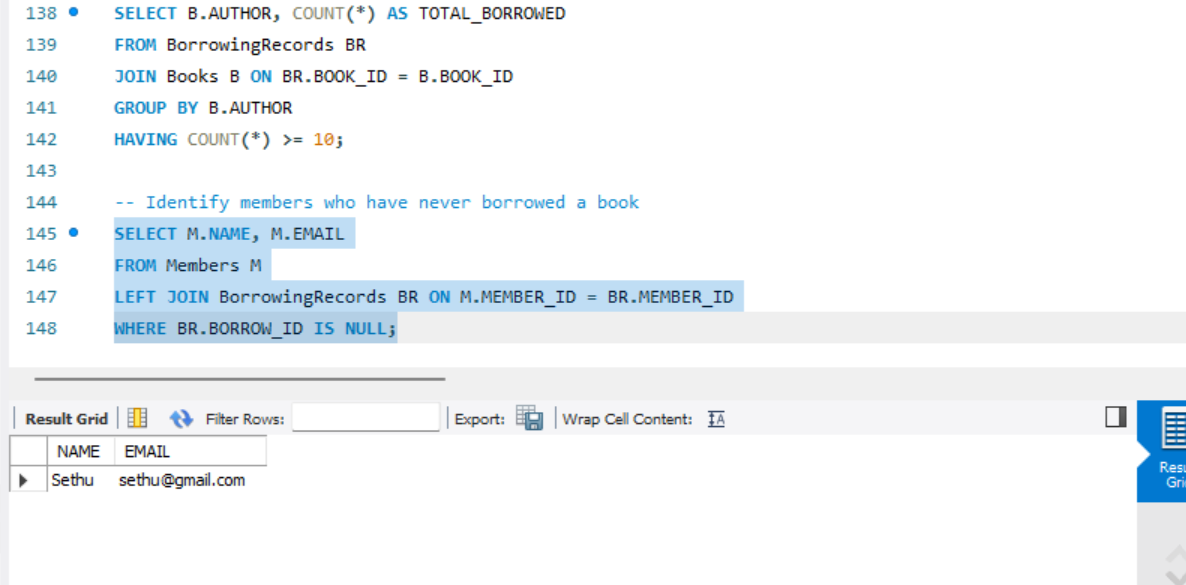 138 SELECT B.AUTHOR, COUNT(*) AS TOTAL_BORROWED
139 FROM BorrowingRecords BR
140 JOIN Books B ON BR.BOOK_ID = B.BOOK_ID
141 GROUP BY B.AUTHOR
142 HAVING COUNT(*) >= 10;
143
144 -- Identify members who have never borrowed a book
145 SELECT M.NAME, M.EMAIL
146 FROM Members M
147 LEFT JOIN BorrowingRecords BR ON M.MEMBER_ID = BR.MEMBER_ID
148 WHERE BR.BORROW_ID IS NULL;
Result Grid Filter Rows: Export: Wrap Cell Content: IA
NAME EMAIL
Sethu sethu@gmail.com